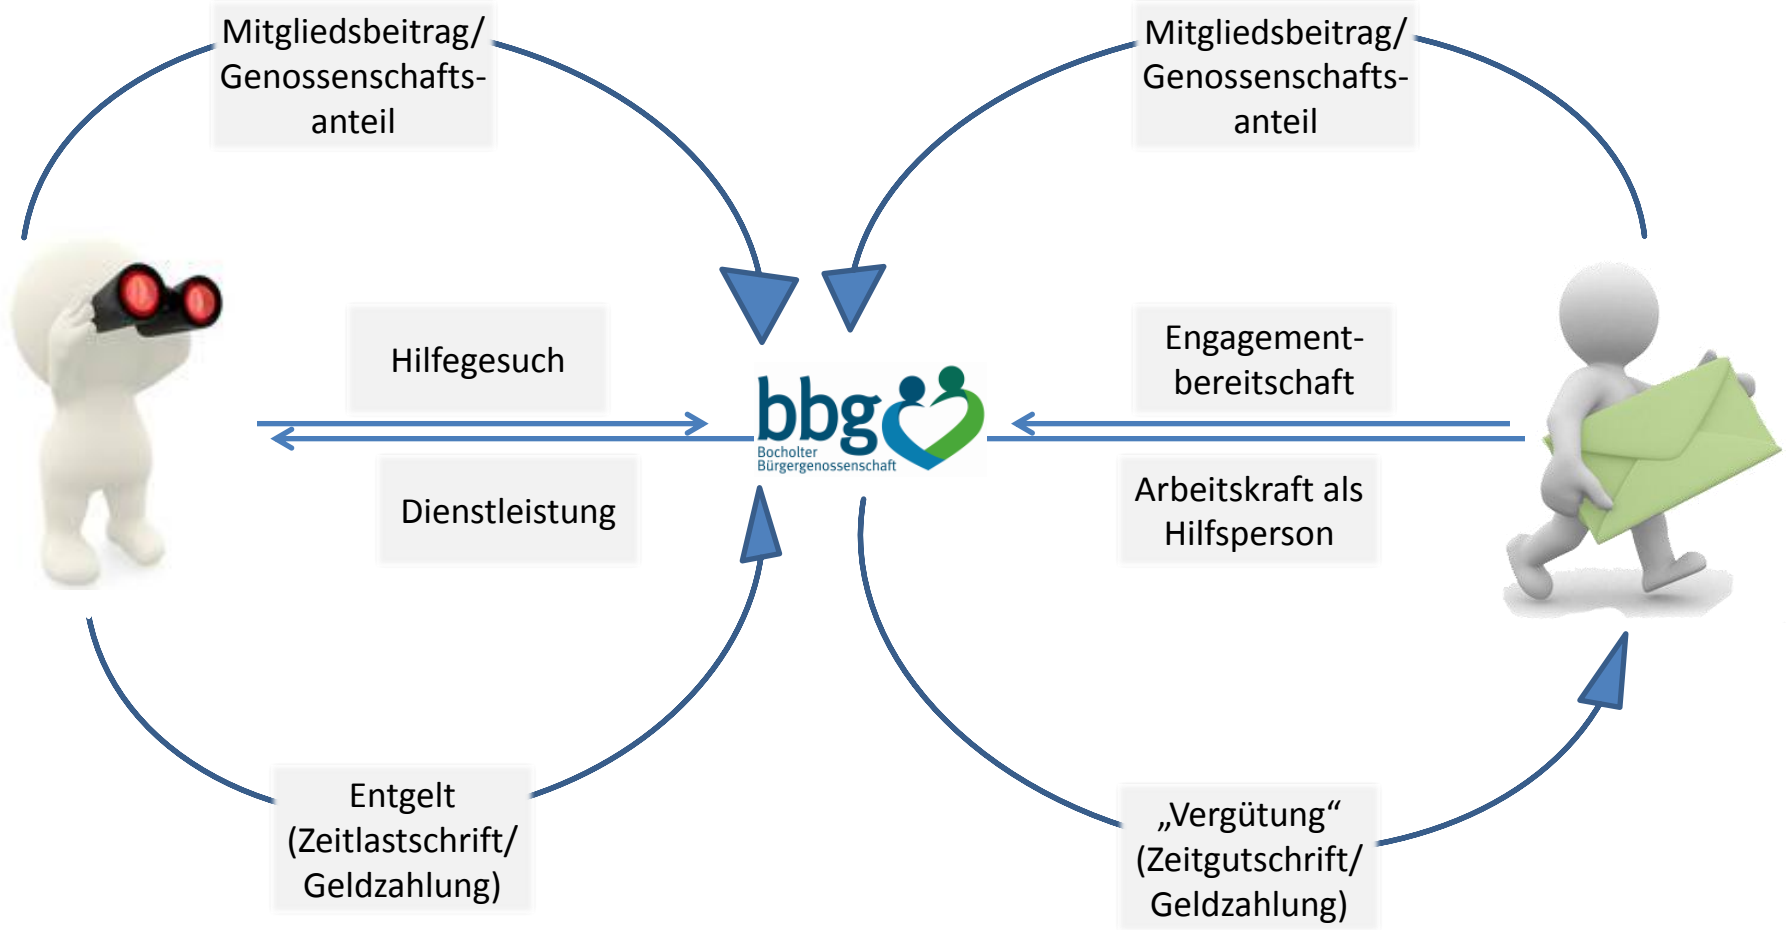 Mitgliedsbeitrag/
Genossenschafts-
anteil
Mitgliedsbeitrag/
Genossenschafts-
anteil
Hilfegesuch
Engagement-
bereitschaft
bbg
Bocholter
Bürgergenossenschaft
Dienstleistung
Arbeitskraft als
Hilfsperson
Entgelt
(Zeitlastschrift/
Geldzahlung)
„Vergütung“
(Zeitgutschrift/
Geldzahlung)